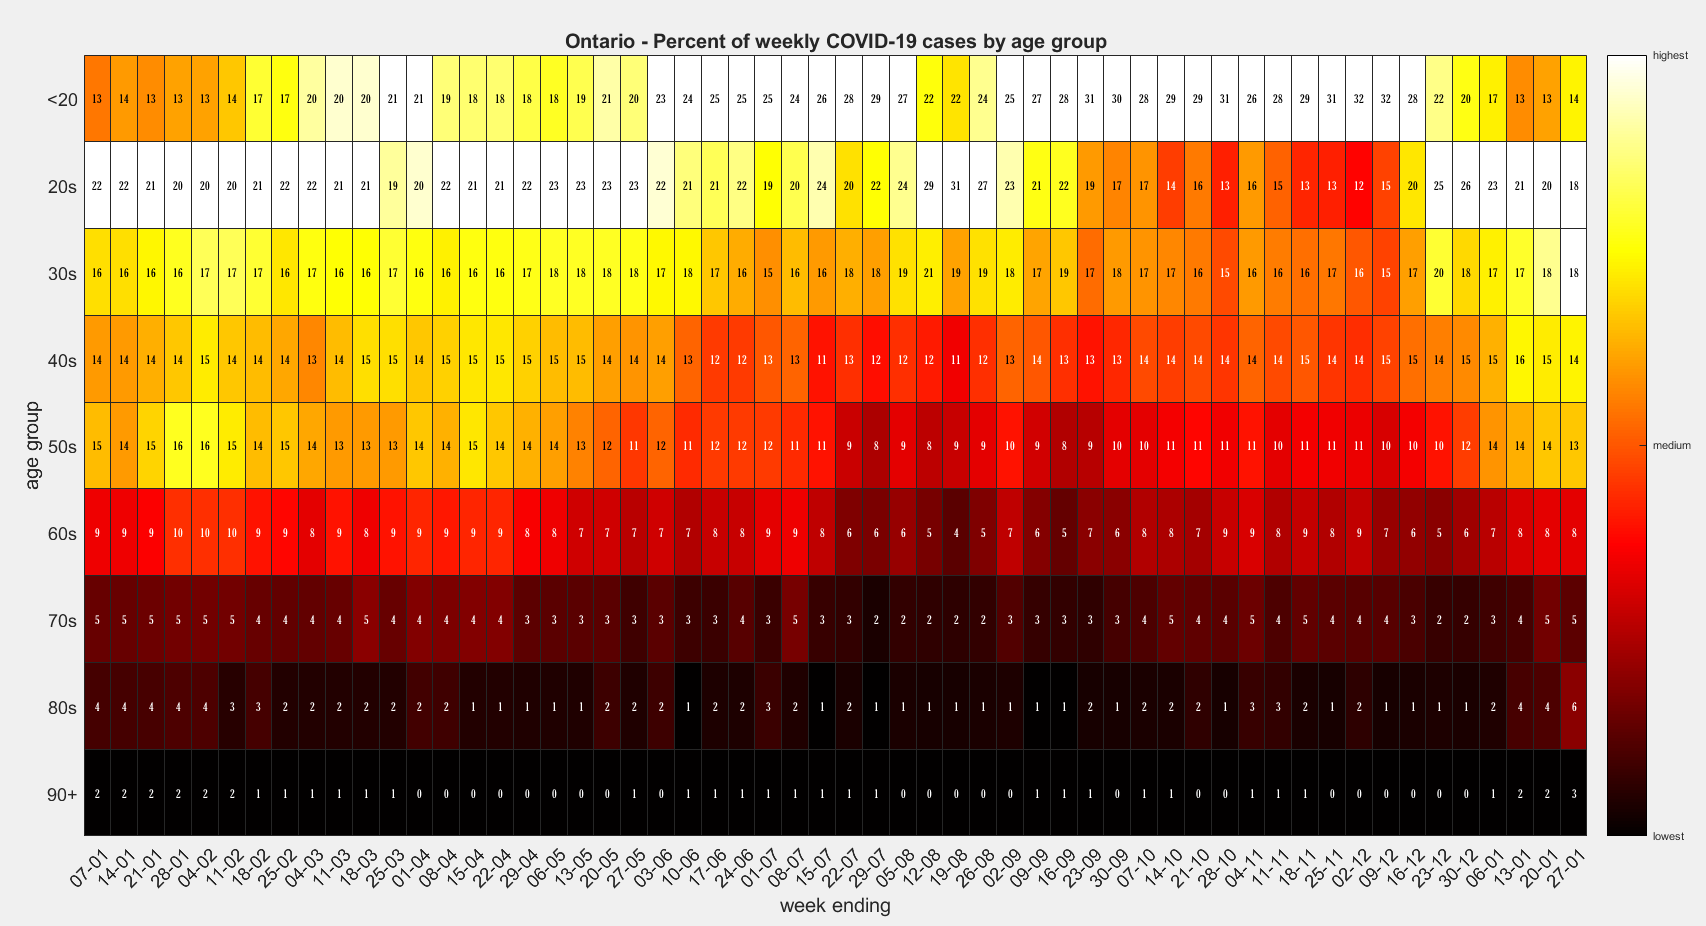 Ontario - Percent of weekly COVID-19 cases by age group
highest
<20 13 14 13 13 13 14 17 17 20 20 20 21 21 19 18 18 18 18 19 21 20 23 24 25 25 25 24 26 28 29 27 22 22 24 25 27 28 31 30 28 29 29 31 26 28 29 31 32 32 28 22 20 17 13 13 14
20s 22 22 21 20 20 20 21 22 22 21 21 19 20 22 21 21 22 23 23 23 23 22 21 21 22 19 20 24 20 22 24 29 31 27 23 21 22 19 17 17 14 16 13 16 15 13 13 12 15 20 25 26 23 21 20 18
30s 16 16 16 16 17 17 17 16 17 16 16 17 16 16 16 16 17 18 18 18 18 17 18 17 16 15 16 16 18 18 19 21 19 19 18 17 19 17 18 17 17 16 15 16 16 16 17 16 15 17 20 18 17 17 18 18
40s 14 14 14 14 15 14 14 14 13 14 15 15 14 15 15 15 15 15 15 14 14 14 13 12 12 13 13 11 13 12 12 12 11 12 13 14 13 13 13 14 14 14 14 14 14 15 14 14 15 15 14 15 15 16 15 14
medium
50s 15 14 15 16 16 15 14 15 14 13 13 13 14 14 15 14 14 14 13 12 11 12 11 12 12 12 11 11 9 8 9 8 9 9 10 9 8 9 10 10 11 11 11 11 10 11 11 11 10 10 10 12 14 14 14 13
60s 9 9 9 10 10 10 9 9 8 9 8 9 9 9 9 9 8 8 7 7 7 7 7 8 8 9 9 8 6 6 6 5 4 5 7 6 5 7 6 8 8 7 9 9 8 9 8 9 7 6 5 6 7 8 8 8
70s 5 5 5 5 5 5 4 4 4 4 5 4 4 4 4 4 3 3 3 3 3 3 3 3 4 3 5 3 3 2 2 2 2 2 3 3 3 3 3 4 5 4 4 5 4 5 4 4 4 3 2 2 3 4 5 5
80s 4 4 4 4 4 3 3 2 2 2 2 2 2 2 1 1 1 1 1 2 2 2 1 2 2 3 2 1 2 1 1 1 1 1 1 1 1 2 1 2 2 2 1 3 3 2 1 2 1 1 1 1 2 4 4 6
90+ 2 2 2 2 2 2 1 1 1 1 1 1 0 0 0 0 0 0 0 0 1 0 1 1 1 1 1 1 1 1 0 0 0 0 0 1 1 1 0 1 1 0 0 1 1 1 0 0 0 0 0 0 1 2 2 3
lowest
age group
07-01 14-01 21-01 28-01 04-02 11-02 18-02 25-02 04-03 11-03 18-03 25-03 01-04 08-04 15-04 22-04 29-04 06-05 13-05 20-05 27-05 03-06 10-06 17-06 24-06 01-07 08-07 15-07 22-07 29-07 05-08 12-08 19-08 26-08 02-09 09-09 16-09 23-09 30-09 07-10 14-10 21-10 28-10 04-11 11-11 18-11 25-11 02-12 09-12 16-12 23-12 30-12 06-01 13-01 20-01 27-01
week ending